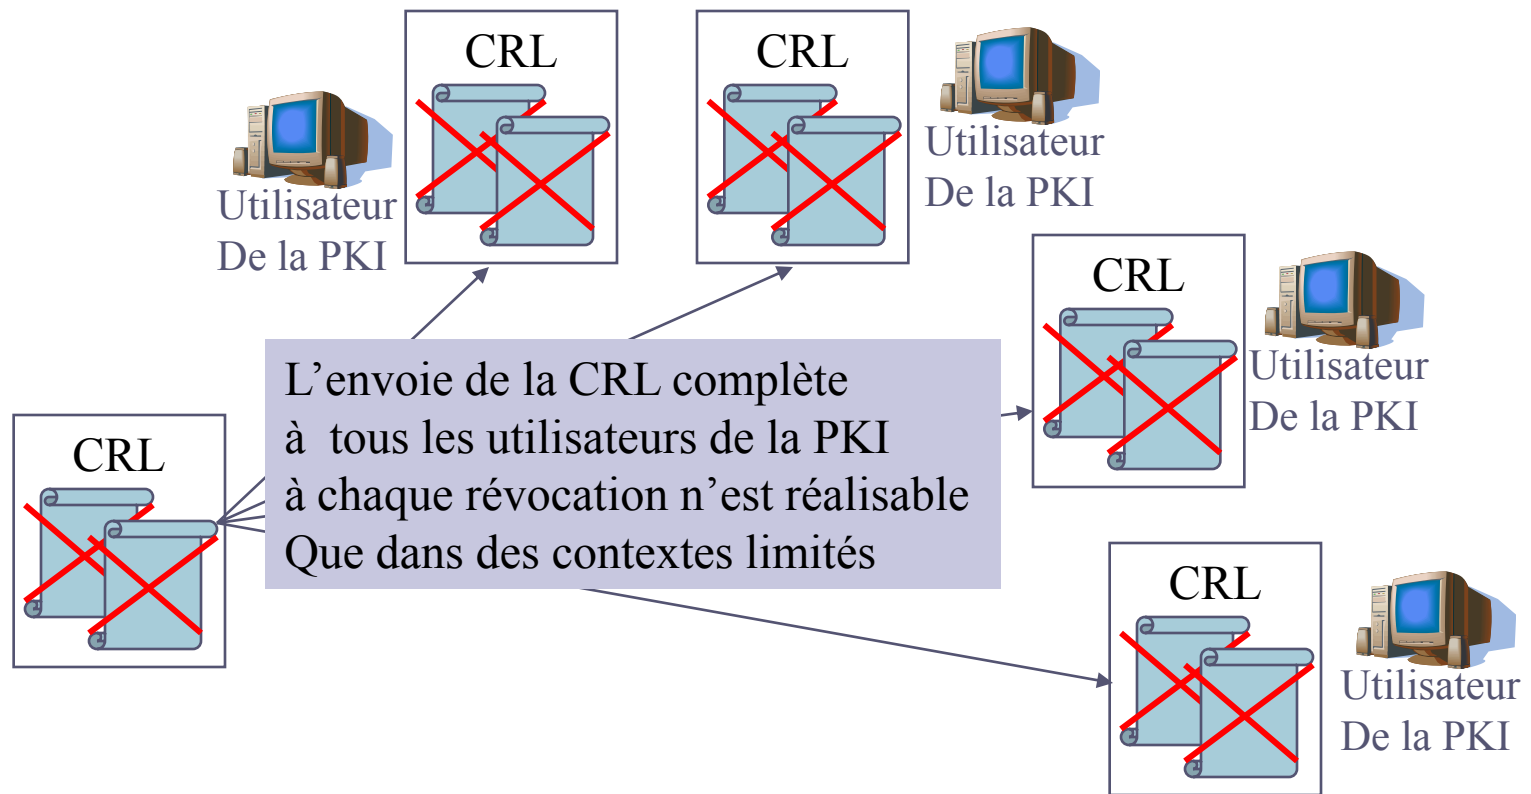 CRL
CRL
Utilisateur
De la PKI
Utilisateur
De la PKI
CRL
Utilisateur
De la PKI
L’envoie de la CRL complète
à tous les utilisateurs de la PKI
à chaque révocation n’est réalisable
Que dans des contextes limités
CRL
CRL
Utilisateur
De la PKI